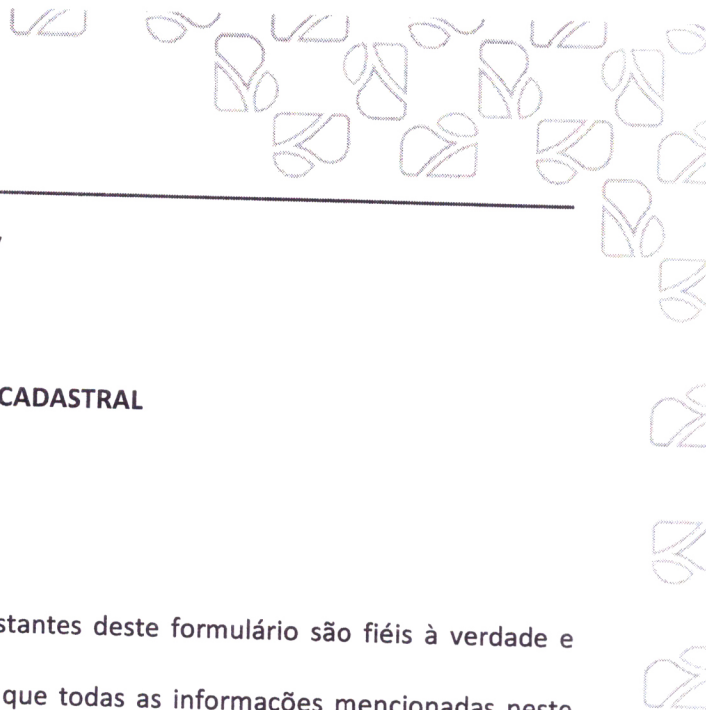 CADASTRAL
stantes deste formulário são fiéis à verdade e
que todas as informações mencionadas neste